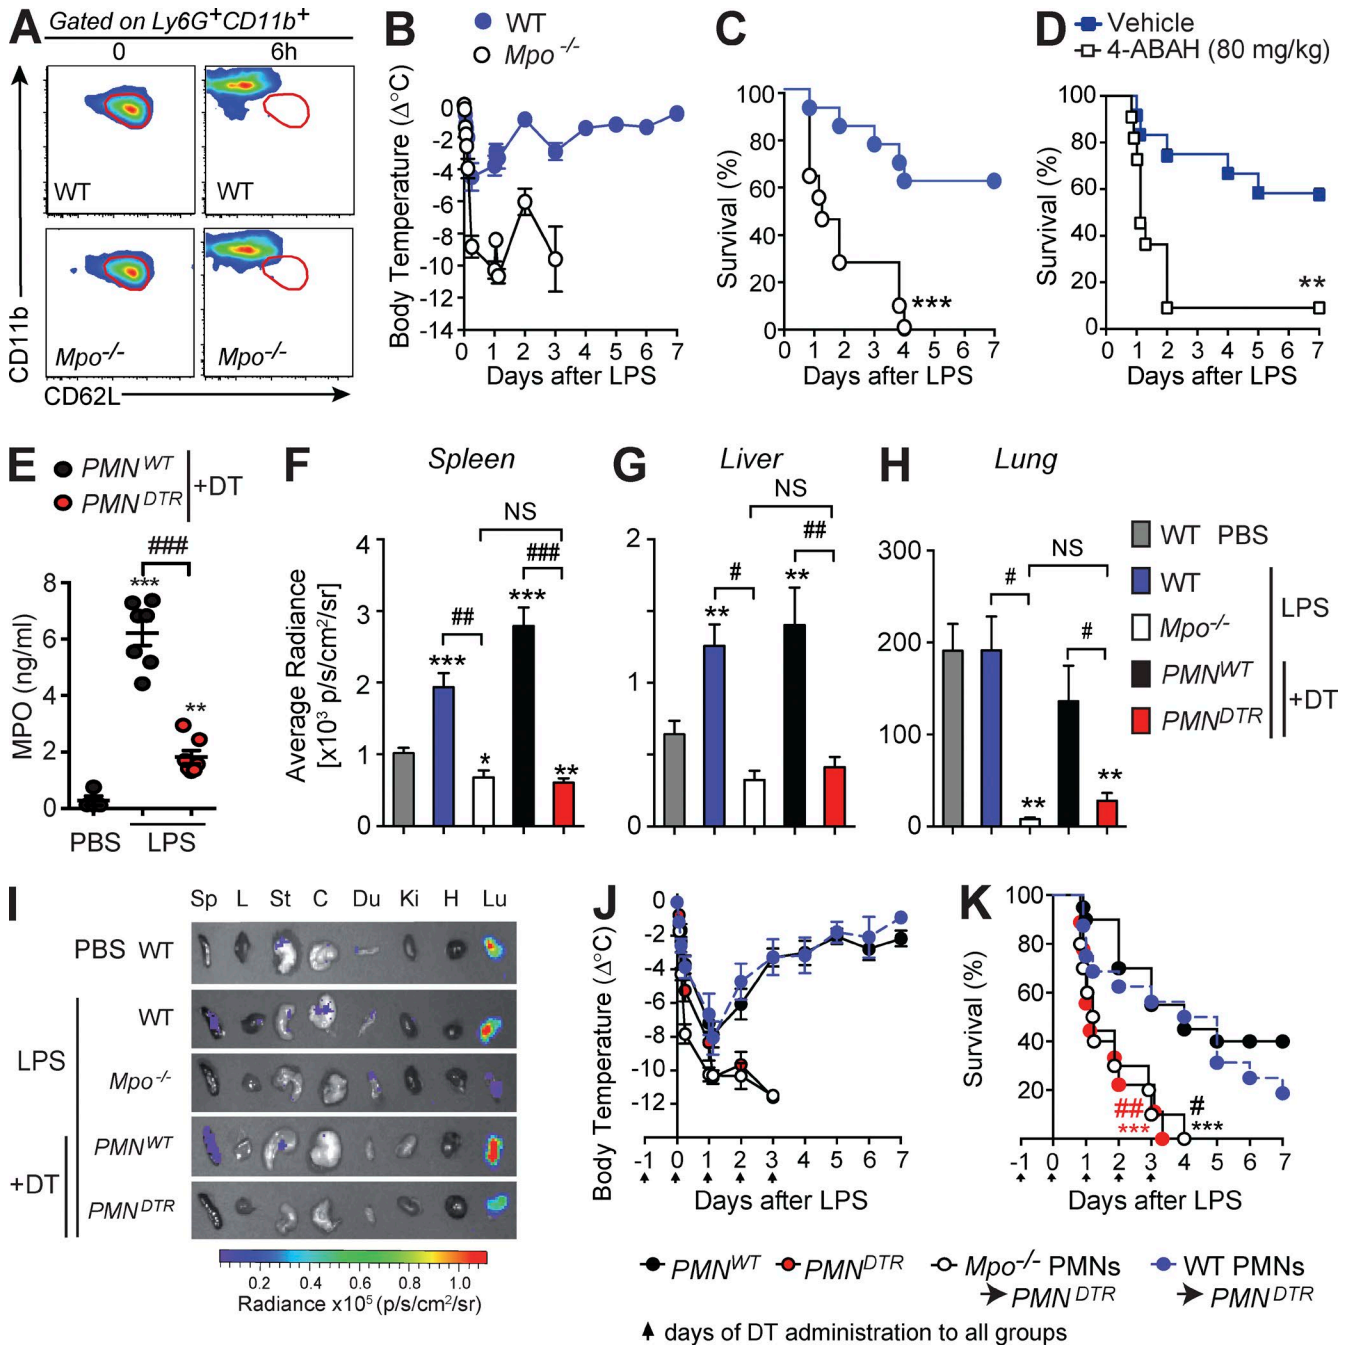 A
Gated on Ly6G+CD11b+
0 6h
WT WT
Mpo-/- Mpo-/-
CD11b
CD62L
B
WT
Mpo -/-
Body Temperature (Δ°C)
0
-2
-4
-6
-8
-10
-12
-14
0 1 2 3 4 5 6 7
Days after LPS
C
Survival (%)
100
80
60
40
20
0
***
0 1 2 3 4 5 6 7
Days after LPS
D
Vehicle
4-ABAH (80 mg/kg)
Survival (%)
100
80
60
40
20
0
**
0 1 2 3 4 5 6 7
Days after LPS
E
PMN WT
PMN DTR
+DT
###
***
**
MPO (ng/ml)
8
6
4
2
0
PBS LPS
F
Spleen
NS
###
***
##
***
*
**
Average Radiance
[x10³ p/s/cm²/sr]
4
3
2
1
0
G
Liver
NS
##
#
**
**
2
1
0
H
Lung
NS
#
#
**
**
300
200
100
0
WT PBS
WT
Mpo-/-
PMNWT
PMNDTR
LPS
+DT
I
Sp L St C Du Ki H Lu
PBS WT
WT
LPS
Mpo-/-
PMNWT
+DT
PMNDTR
0.2 0.4 0.6 0.8 1.0
Radiance x10⁵ (p/s/cm²/sr)
J
Body Temperature (Δ°C)
0
-2
-4
-6
-8
-10
-12
-1 0 1 2 3 4 5 6 7
Days after LPS
K
Survival (%)
100
80
60
40
20
##
***
#
***
-1 0 1 2 3 4 5 6 7
Days after LPS
PMNWT PMNDTR Mpo-/- PMNs WT PMNs
PMN DTR PMN DTR
days of DT administration to all groups